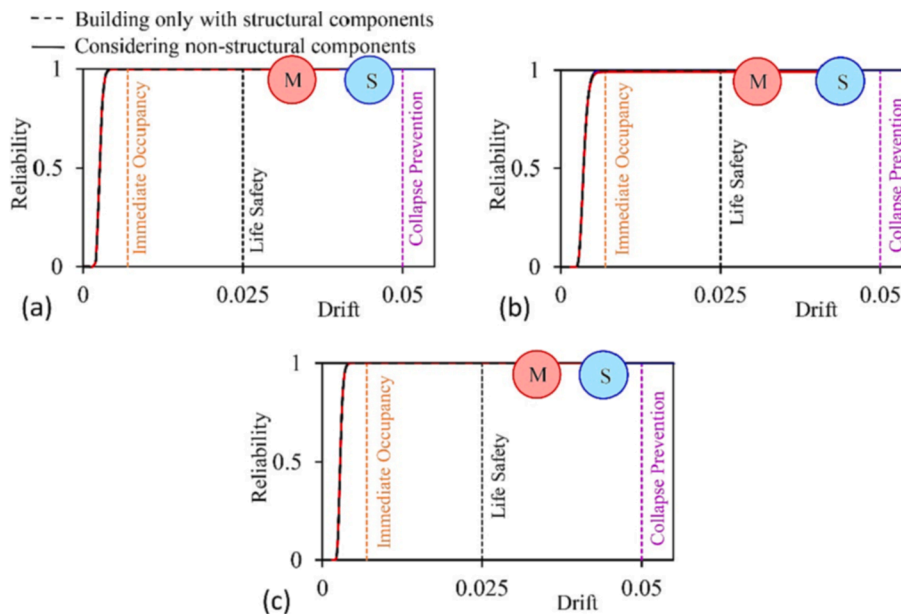 Building only with structural components
Considering non-structural components
1
0.5
0
Reliability
Immediate Occupancy
Life Safety
M
S
Collapse Prevention
0
0.025
0.05
Drift
(a)
1
0.5
0
Reliability
Immediate Occupancy
Life Safety
M
S
Collapse Prevention
0
0.025
0.05
Drift
(b)
1
0.5
0
Reliability
Immediate Occupancy
Life Safety
M
S
Collapse Prevention
0
0.025
0.05
Drift
(c)